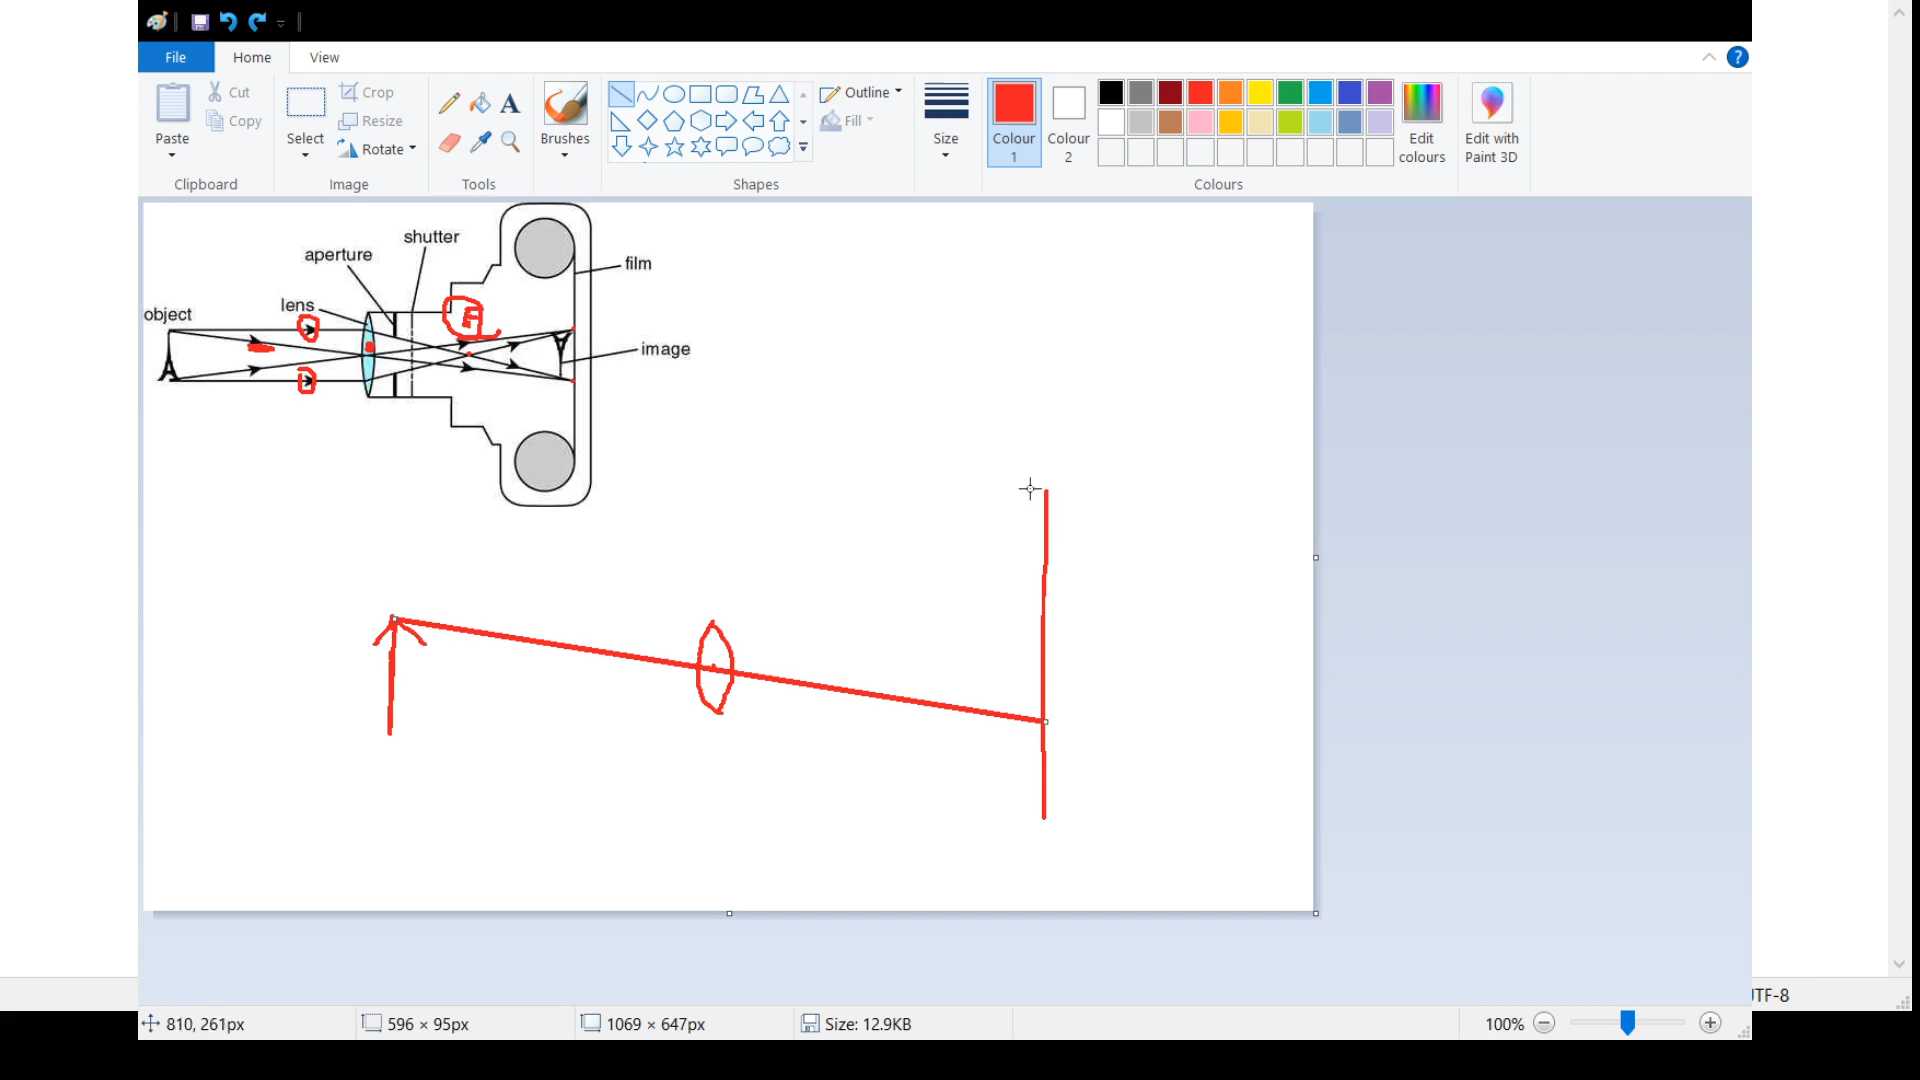 File Home View
Paste
Cut
Copy
Clipboard
Select
Crop
Resize
Rotate
Image
A
Tools
Brushes
Outline
Fill
Shapes
Size
Colour
1
Colour
2
Edit
colours
Edit with
Paint 3D
Colours
?
shutter
aperture
film
lens
object
F
A
A
image
810, 261px
596 × 95px
1069 × 647px
Size: 12.9KB
100%
TF-8